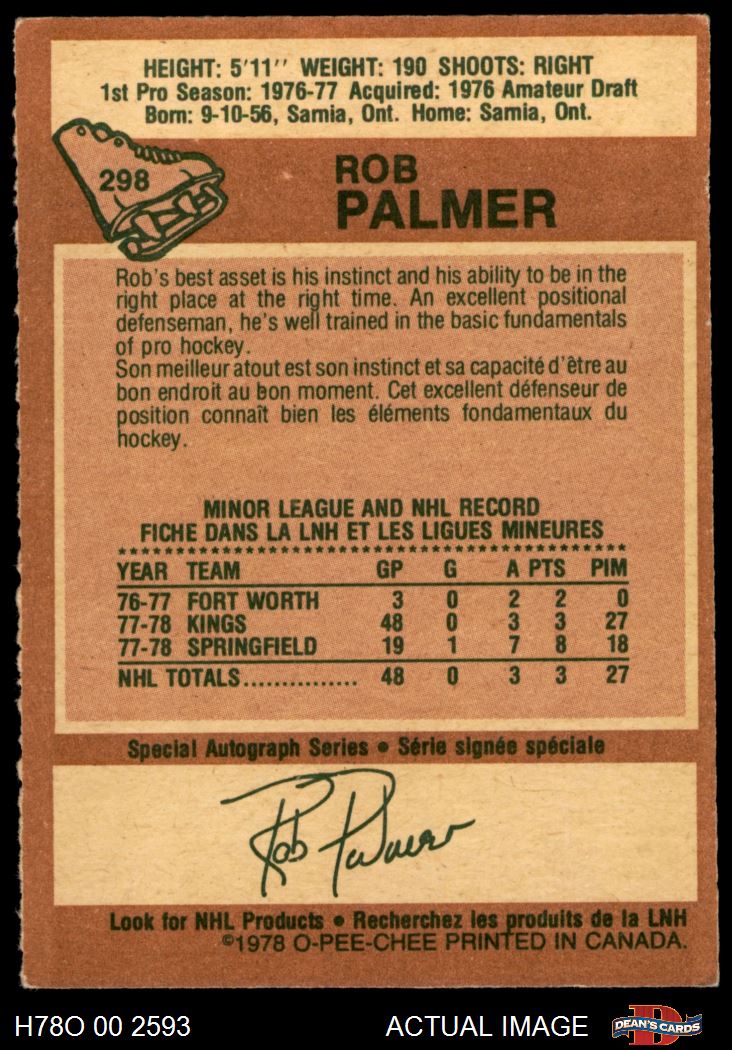 HEIGHT: 5'11'' WEIGHT: 190 SHOOTS: RIGHT
1st Pro Season: 1976-77 Acquired: 1976 Amateur Draft
Born: 9-10-56, Sarnia, Ont. Home: Sarnia, Ont.
298
ROB
PALMER
Rob's best asset is his instinct and his ability to be in the
right place at the right time. An excellent positional
defenseman, he's well trained in the basic fundamentals
of pro hockey.
Son meilleur atout est son instinct et sa capacité d'être au
bon endroit au bon moment. Cet excellent défenseur de
position connaît bien les éléments fondamentaux du
hockey.
MINOR LEAGUE AND NHL RECORD
FICHE DANS LA LNH ET LES LIGUES MINEURES
YEAR TEAM GP G A PTS PIM
76-77 FORT WORTH 3 0 2 2 0
77-78 KINGS 48 0 3 3 27
77-78 SPRINGFIELD 19 1 7 8 18
NHL TOTALS............... 48 0 3 3 27
Special Autograph Series • Série signée spéciale
Rob Palmer
Look for NHL Products • Recherchez les produits de la LNH
©1978 O-PEE-CHEE PRINTED IN CANADA.
H78O 00 2593 ACTUAL IMAGE D DEAN'S CARDS